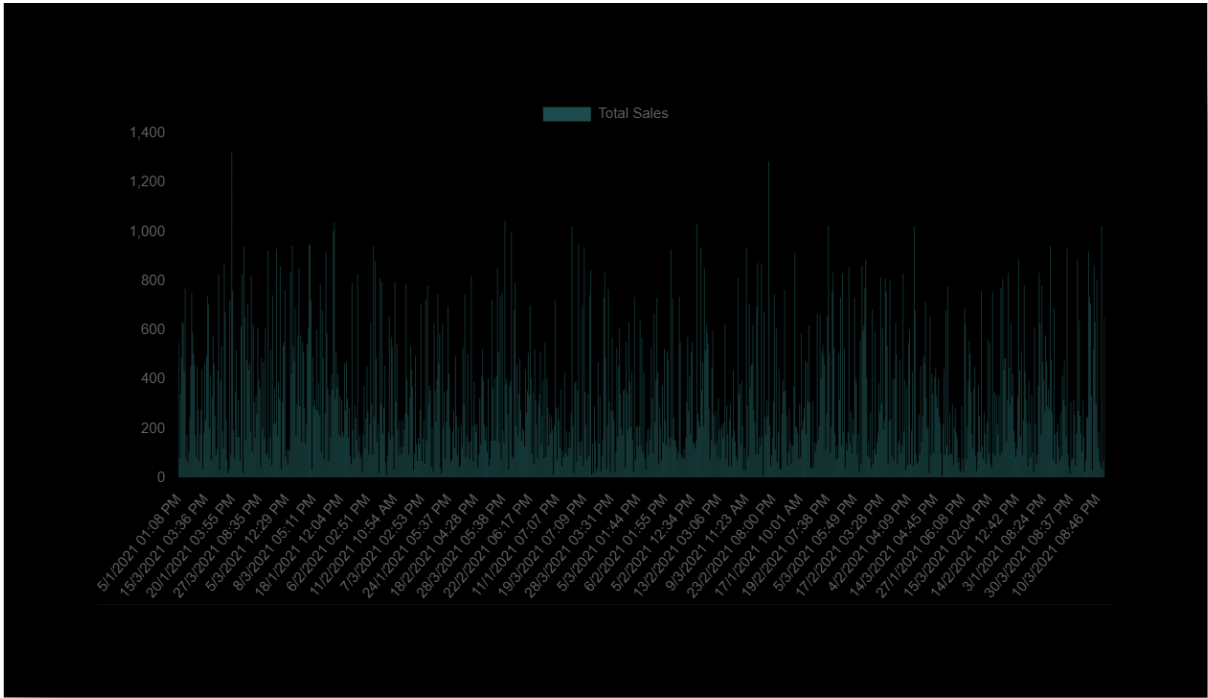 Total Sales
1,400
1,200
1,000
800
600
400
200
0
5/1/2021 01:08 PM
15/3/2021 03:36 PM
20/1/2021 03:55 PM
27/3/2021 08:35 PM
5/3/2021 12:29 PM
8/3/2021 05:11 PM
18/1/2021 12:04 PM
6/2/2021 02:51 PM
11/2/2021 10:54 AM
7/3/2021 02:53 PM
24/1/2021 05:37 PM
18/2/2021 04:28 PM
28/3/2021 05:38 PM
22/2/2021 06:17 PM
11/1/2021 07:07 PM
19/3/2021 07:09 PM
28/3/2021 03:31 PM
5/3/2021 01:44 PM
6/2/2021 01:55 PM
5/2/2021 12:34 PM
13/2/2021 03:06 PM
9/3/2021 11:23 AM
23/2/2021 08:00 PM
17/1/2021 10:01 AM
19/2/2021 07:38 PM
5/3/2021 05:49 PM
17/2/2021 03:28 PM
4/2/2021 04:09 PM
14/3/2021 04:45 PM
27/1/2021 06:08 PM
15/3/2021 02:04 PM
14/2/2021 12:42 PM
3/1/2021 08:24 PM
30/3/2021 08:37 PM
10/3/2021 08:46 PM